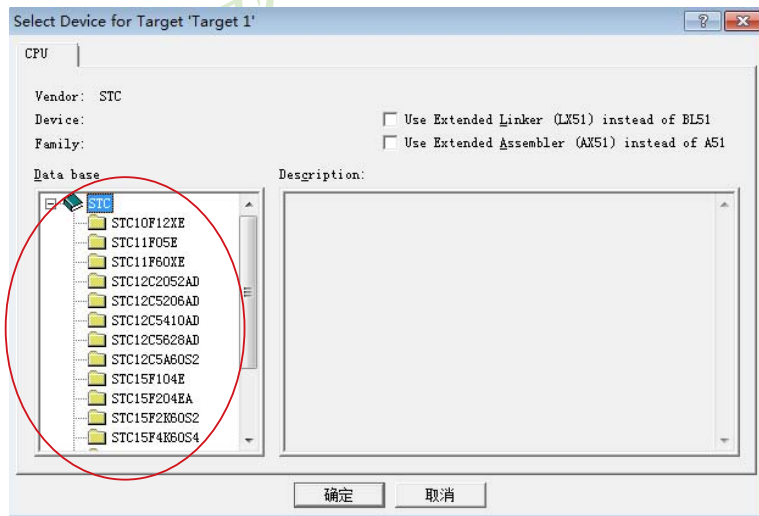 Select Device for Target 'Target 1'
CPU
Vendor: STC
Device:
Use Extended Linker (LX51) instead of BL51
Family:
Use Extended Assembler (AX51) instead of A51
Data base
Description:
STC
STC10F12XE
STC11F05E
STC11F60XE
STC12C2052AD
STC12C5206AD
STC12C5410AD
STC12C5628AD
STC12C5A60S2
STC15F104E
STC15F204EA
STC15F2K60S2
STC15F4K60S4
确定
取消